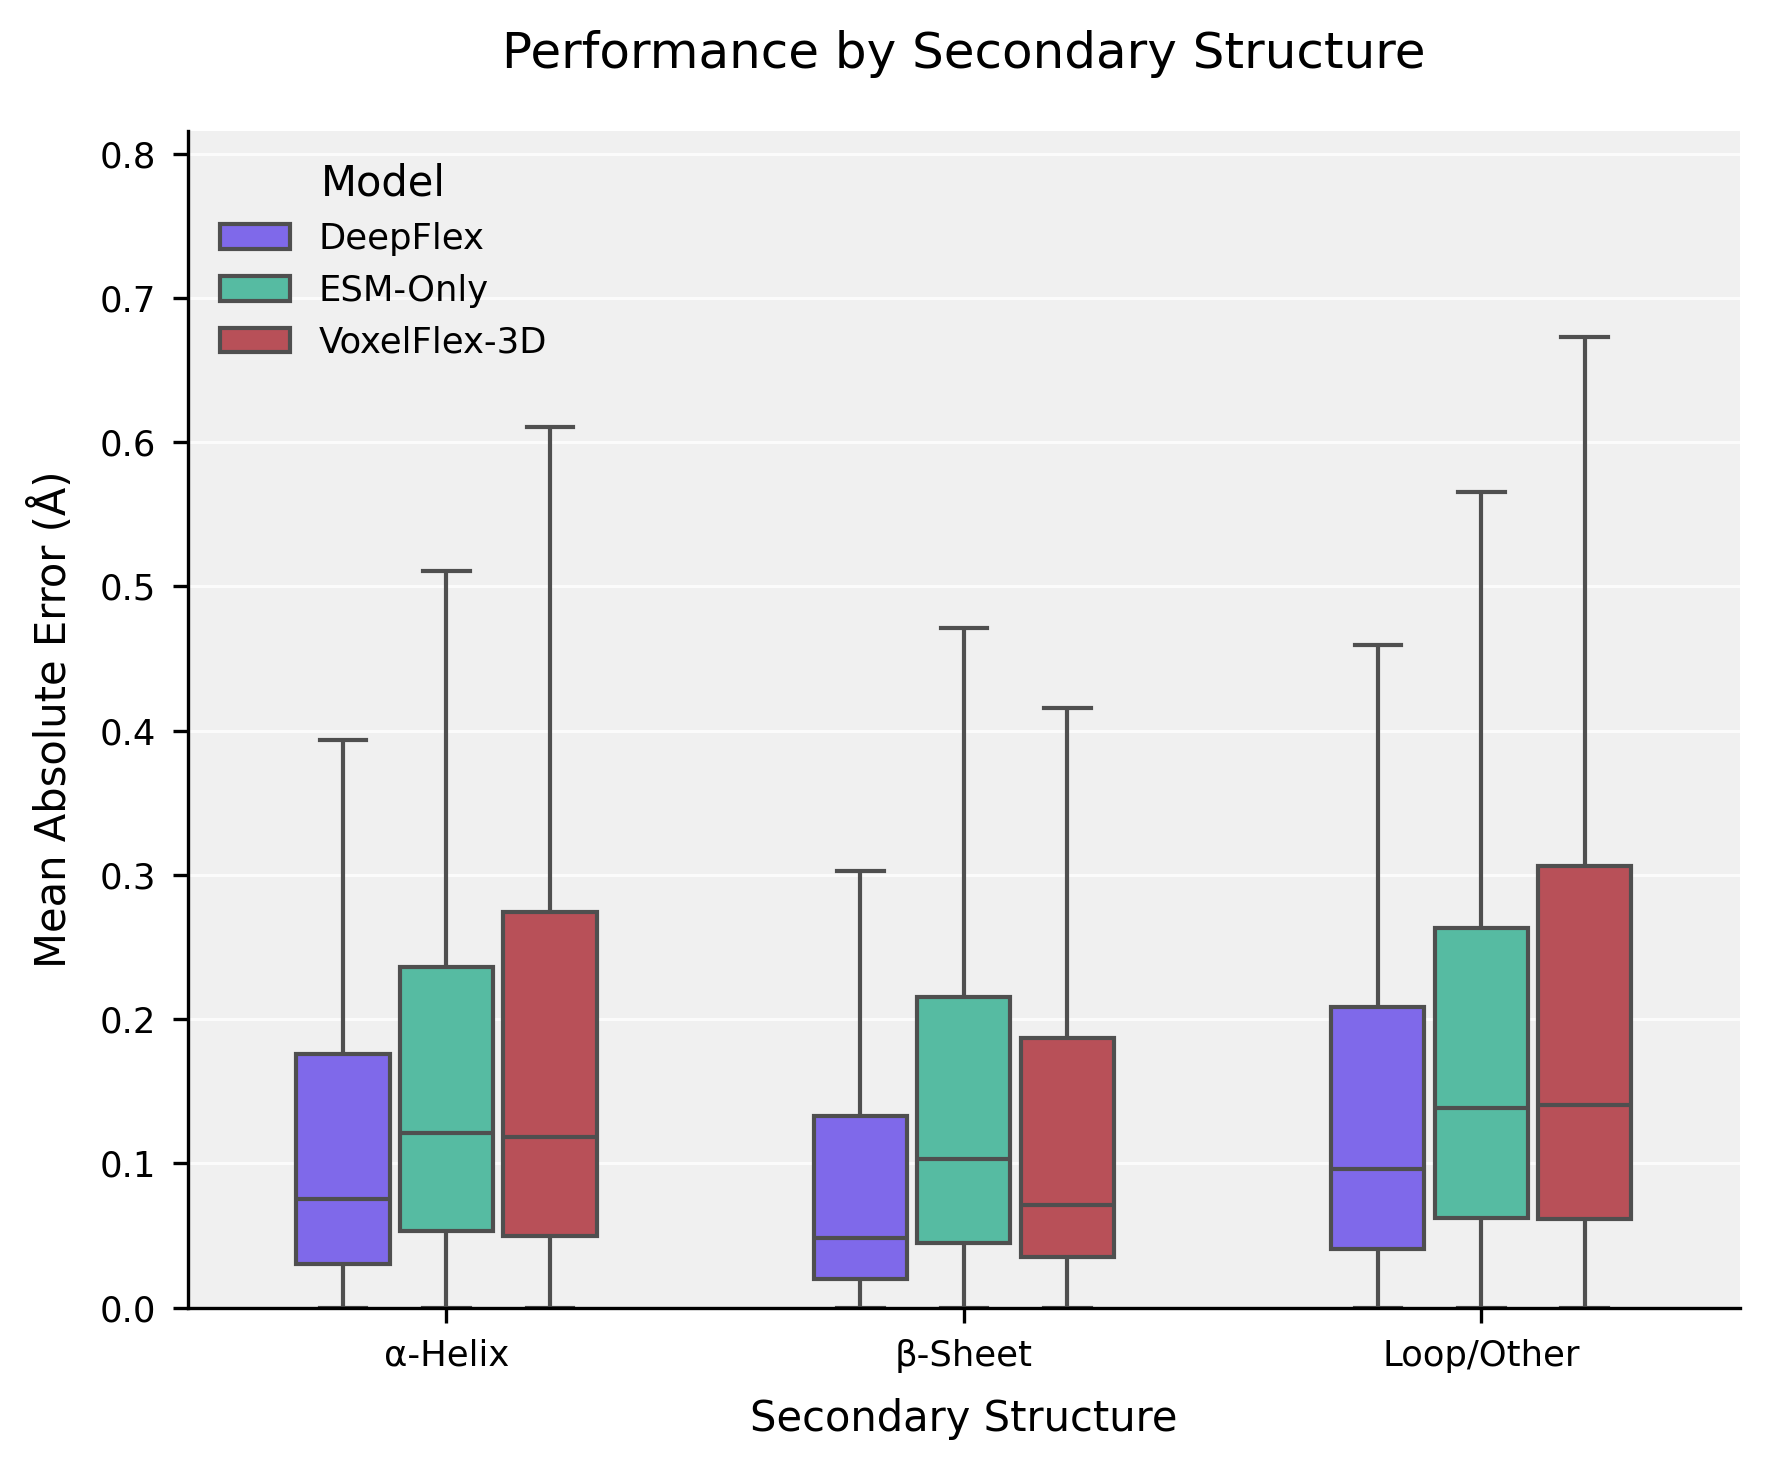 Performance by Secondary Structure
Model
DeepFlex
ESM-Only
VoxelFlex-3D
Mean Absolute Error (Å)
0.8
0.7
0.6
0.5
0.4
0.3
0.2
0.1
0.0
α-Helix
β-Sheet
Loop/Other
Secondary Structure